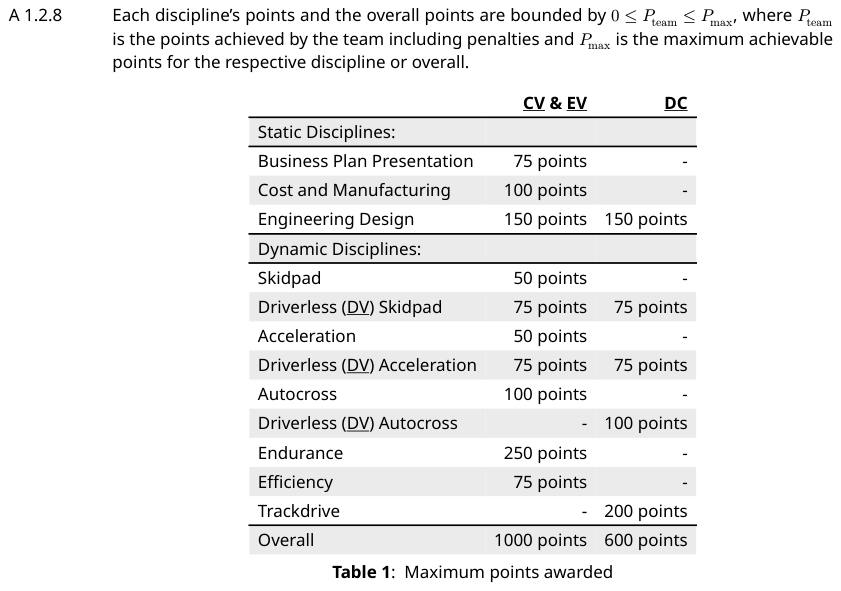 A 1.2.8 Each discipline’s points and the overall points are bounded by 0 ≤ P_team ≤ P_max, where P_team
is the points achieved by the team including penalties and P_max is the maximum achievable
points for the respective discipline or overall.
CV & EV DC
Static Disciplines:
Business Plan Presentation 75 points -
Cost and Manufacturing 100 points -
Engineering Design 150 points 150 points
Dynamic Disciplines:
Skidpad 50 points -
Driverless (DV) Skidpad 75 points 75 points
Acceleration 50 points -
Driverless (DV) Acceleration 75 points 75 points
Autocross 100 points -
Driverless (DV) Autocross - 100 points
Endurance 250 points -
Efficiency 75 points -
Trackdrive - 200 points
Overall 1000 points 600 points
Table 1: Maximum points awarded